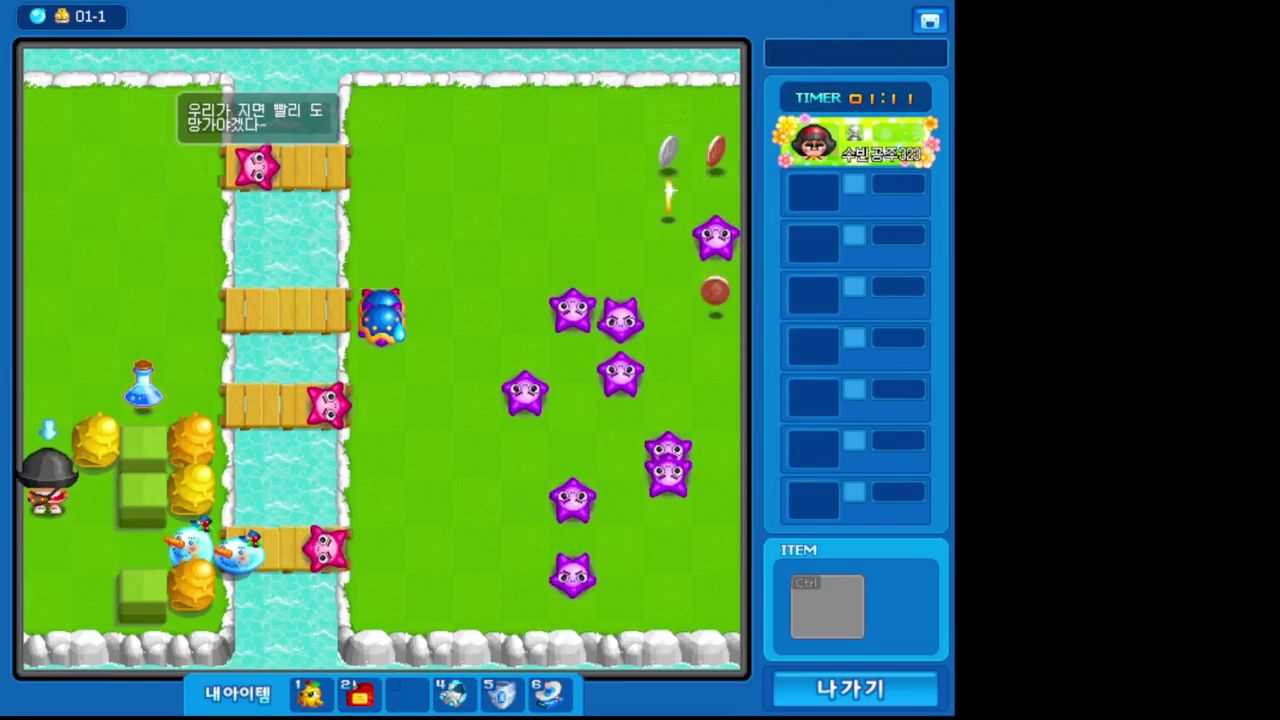 01-1
우리가 지면 빨리 도
망가야겠다~
TIMER 01:11
수빈공주323
ITEM
Ctrl
내아이템
1
2
4
5
6
나가기